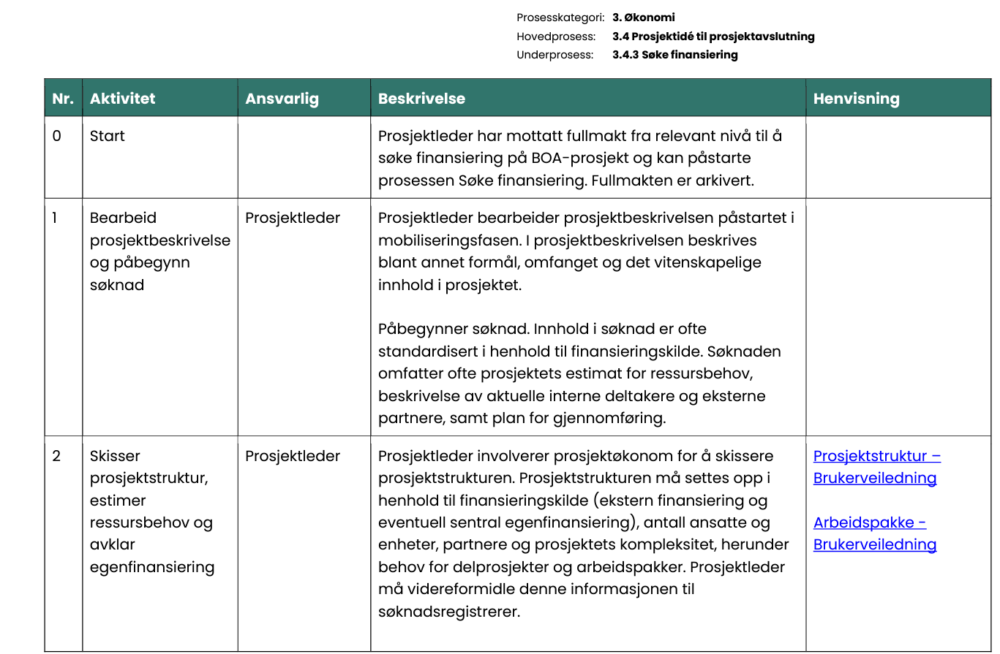 Prosesskategori: 3. Økonomi
Hovedprosess: 3.4 Prosjektidé til prosjektavslutning
Underprosess: 3.4.3 Søke finansiering
Nr. Aktivitet Ansvarlig Beskrivelse Henvisning
0 Start
Prosjektleder har mottatt fullmakt fra relevant nivå til å
søke finansiering på BOA-prosjekt og kan påstarte
prosessen Søke finansiering. Fullmakten er arkivert.
1
Bearbeid
prosjektbeskrivelse
og påbegynn
søknad
Prosjektleder
Prosjektleder bearbeider prosjektbeskrivelsen påstartet i
mobiliseringsfasen. I prosjektbeskrivelsen beskrives
blant annet formål, omfanget og det vitenskapelige
innhold i prosjektet.
Påbegynner søknad. Innhold i søknad er ofte
standardisert i henhold til finansieringskilde. Søknaden
omfatter ofte prosjektets estimat for ressursbehov,
beskrivelse av aktuelle interne deltakere og eksterne
partnere, samt plan for gjennomføring.
2
Skisser
prosjektstruktur,
estimer
ressursbehov og
avklar
egenfinansiering
Prosjektleder
Prosjektleder involverer prosjektøkonom for å skissere
prosjektstrukturen. Prosjektstrukturen må settes opp i
henhold til finansieringskilde (ekstern finansiering og
eventuell sentral egenfinansiering), antall ansatte og
enheter, partnere og prosjektets kompleksitet, herunder
behov for delprosjekter og arbeidspakker. Prosjektleder
må videreformidle denne informasjonen til
søknadsregistrerer.
Prosjektstruktur –
Brukerveiledning
Arbeidspakke -
Brukerveiledning